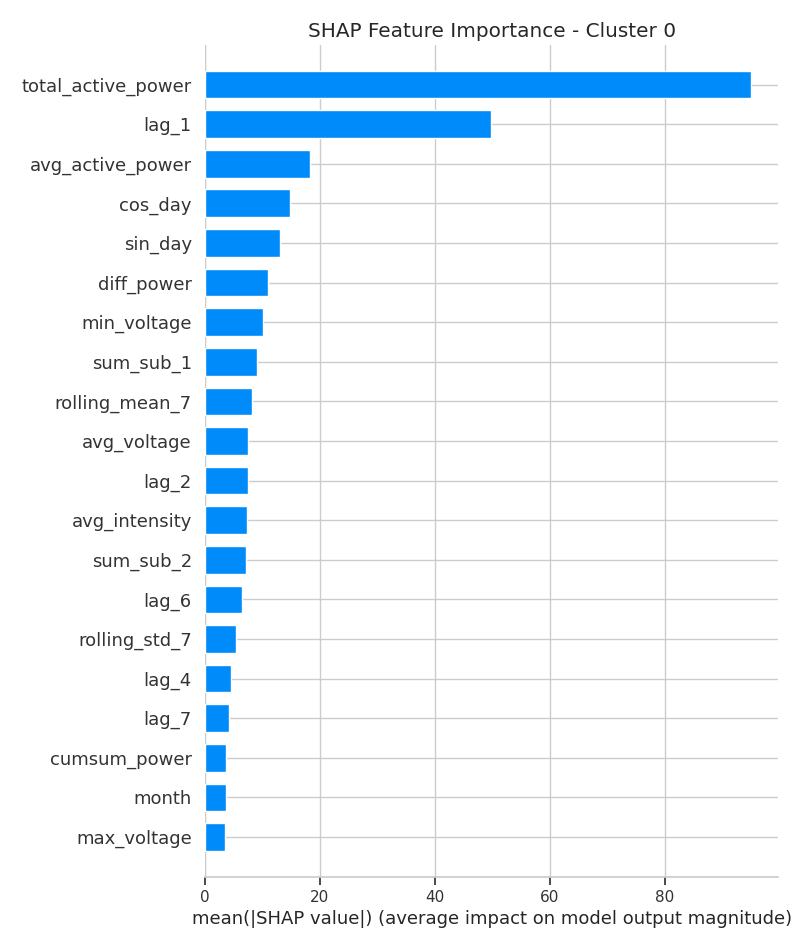 SHAP Feature Importance - Cluster 0
total_active_power
lag_1
avg_active_power
cos_day
sin_day
diff_power
min_voltage
sum_sub_1
rolling_mean_7
avg_voltage
lag_2
avg_intensity
sum_sub_2
lag_6
rolling_std_7
lag_4
lag_7
cumsum_power
month
max_voltage
0 20 40 60 80
mean(|SHAP value|) (average impact on model output magnitude)